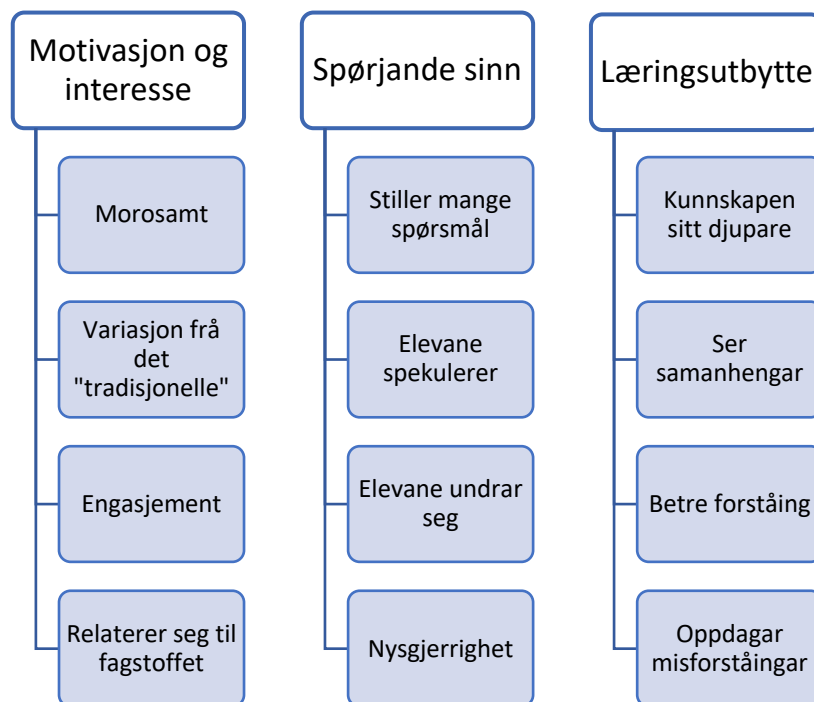 Motivasjon og
interesse
Morosamt
Variasjon frå
det
"tradisjonelle"
Engasjement
Relaterer seg til
fagstoffet
Spørjande sinn
Stiller mange
spørsmål
Elevane
spekulerer
Elevane undrar
seg
Nysgjerrighet
Læringsutbytte
Kunnskapen
sitt djupare
Ser
samanhengar
Betre forståing
Oppdagar
misforståingar